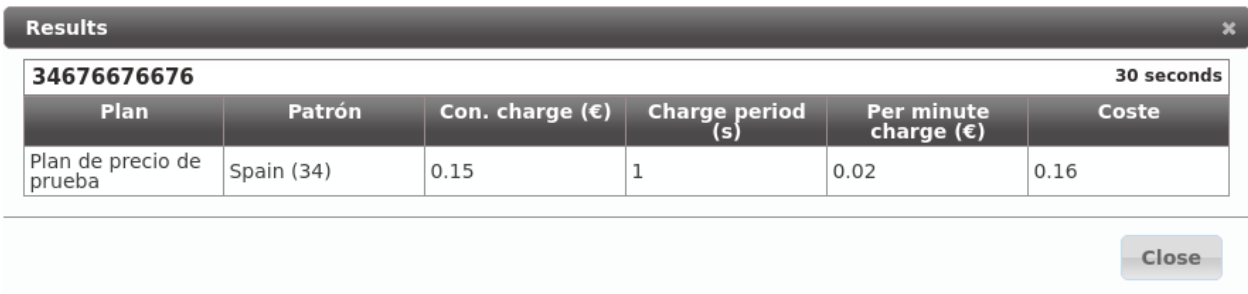 Results
34676676676 30 seconds
Plan Patrón Con. charge (€) Charge period (s) Per minute charge (€) Coste
Plan de precio de prueba Spain (34) 0.15 1 0.02 0.16
Close